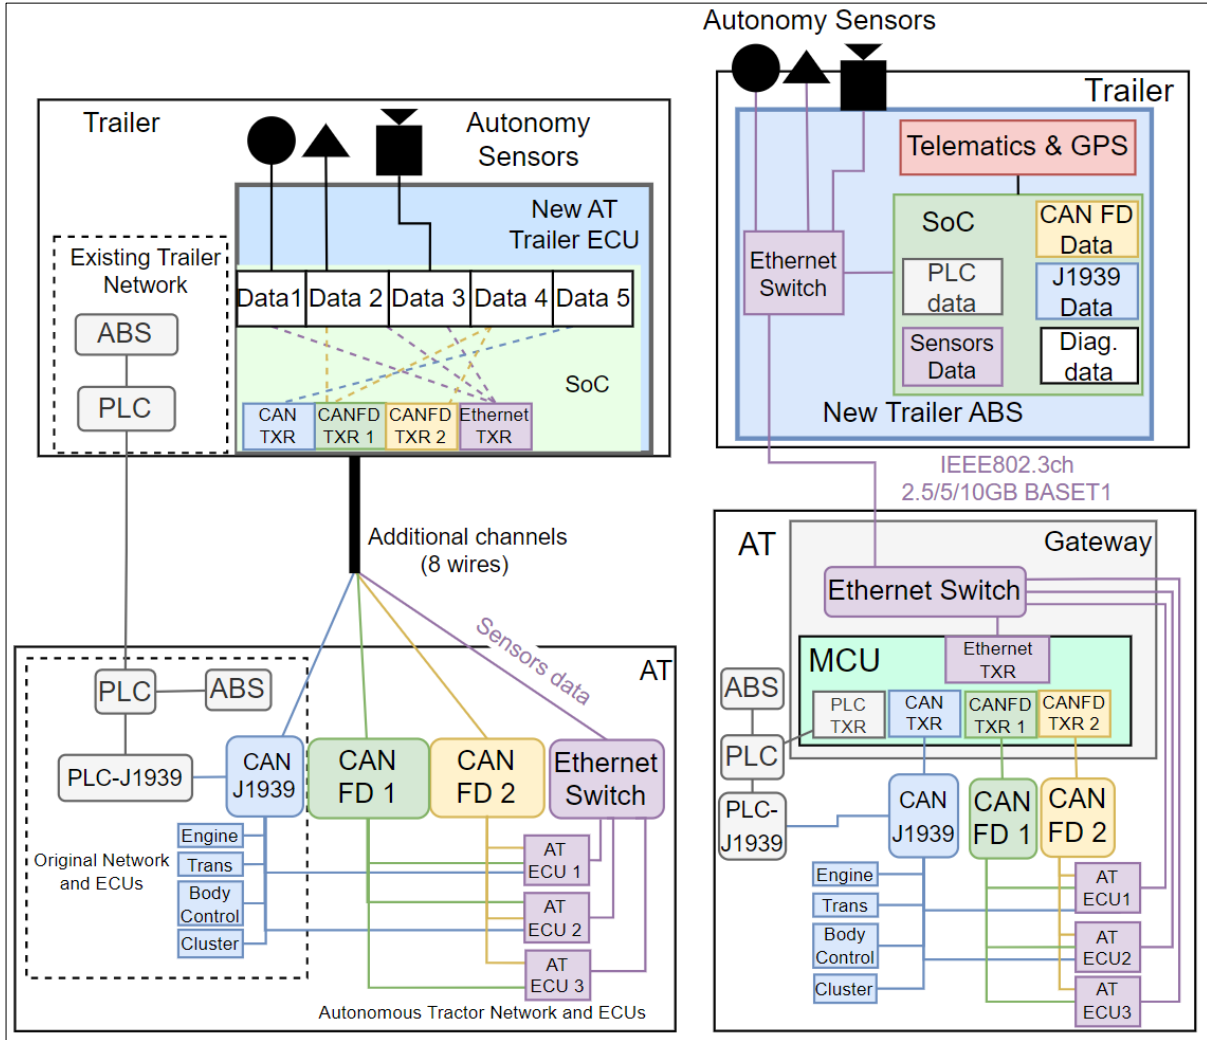 Trailer
Autonomy
Sensors
New AT
Trailer ECU
Existing Trailer
Network
ABS
PLC
Data1
Data 2
Data 3
Data 4
Data 5
SoC
CAN
TXR
CANFD
TXR 1
CANFD
TXR 2
Ethernet
TXR
Additional channels
(8 wires)
Sensors data
AT
PLC
ABS
PLC-J1939
CAN
J1939
CAN
FD 1
CAN
FD 2
Ethernet
Switch
Engine
Trans
Body
Control
Cluster
Original Network
and ECUs
AT
ECU 1
AT
ECU 2
AT
ECU 3
Autonomous Tractor Network and ECUs
Autonomy Sensors
Trailer
Telematics & GPS
SoC
CAN FD
Data
Ethernet
Switch
PLC
data
J1939
Data
Sensors
Data
Diag.
data
New Trailer ABS
IEEE802.3ch
2.5/5/10GB BASET1
AT
Gateway
Ethernet Switch
MCU
Ethernet
TXR
ABS
PLC
TXR
CAN
TXR
CANFD
TXR 1
CANFD
TXR 2
PLC
PLC-
J1939
CAN
J1939
CAN
FD 1
CAN
FD 2
Engine
Trans
Body
Control
Cluster
AT
ECU1
AT
ECU2
AT
ECU3